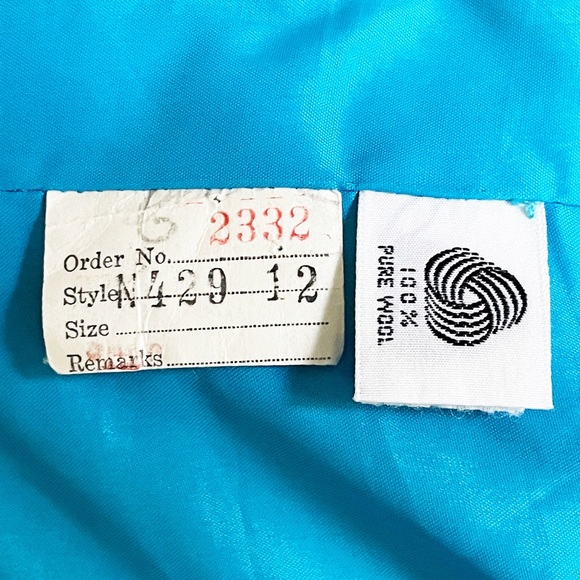 2332
Order No.
Style N429 12
Size
Remarks
100%
PURE WOOL